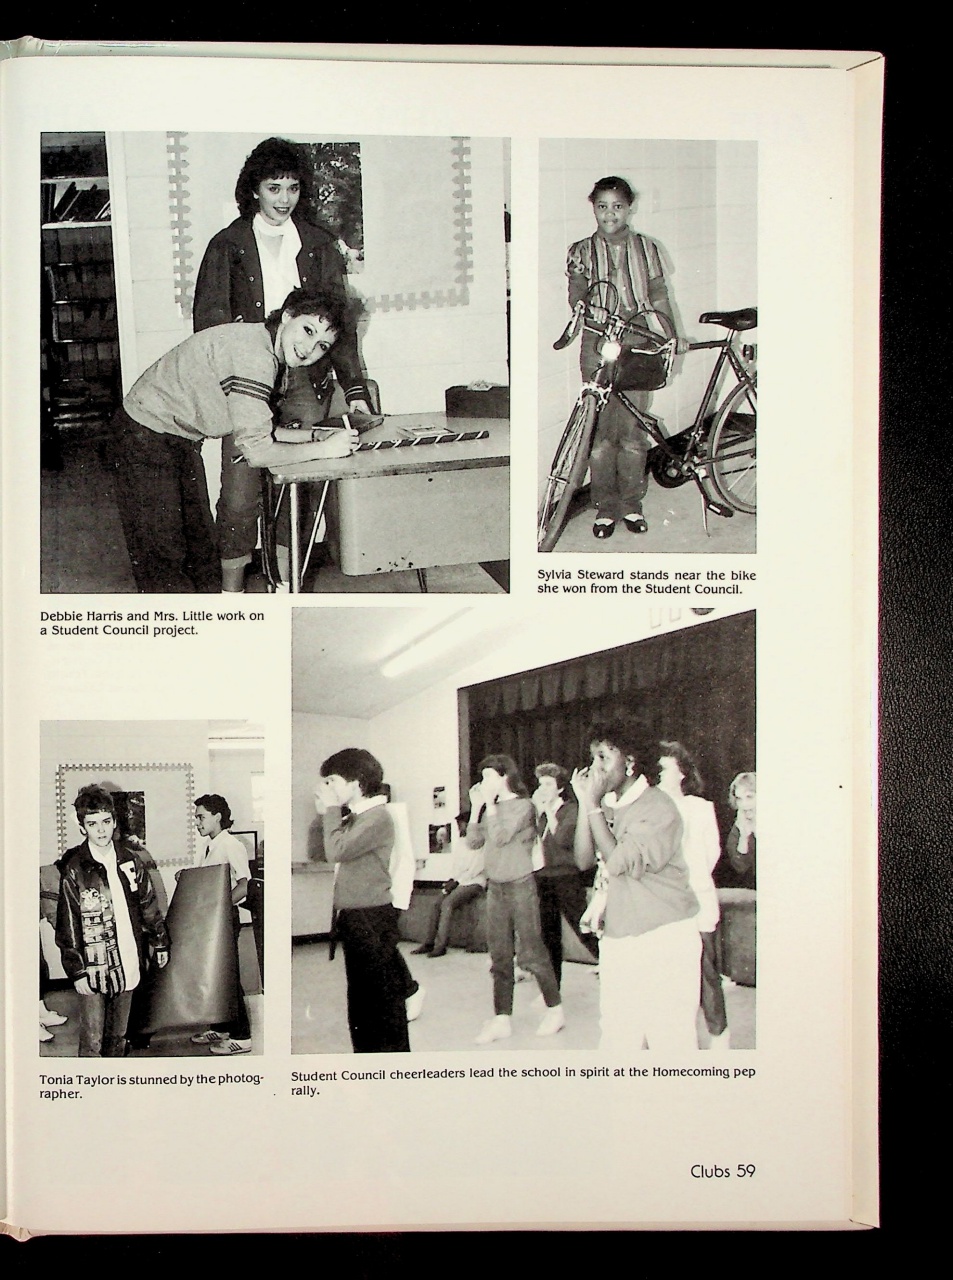 Sylvia Steward stands near the bike
she won from the Student Council.
Debbie Harris and Mrs. Little work on
a Student Council project.
F
Tonia Taylor is stunned by the photog-
rapher.
Student Council cheerleaders lead the school in spirit at the Homecoming pep
rally.
Clubs 59